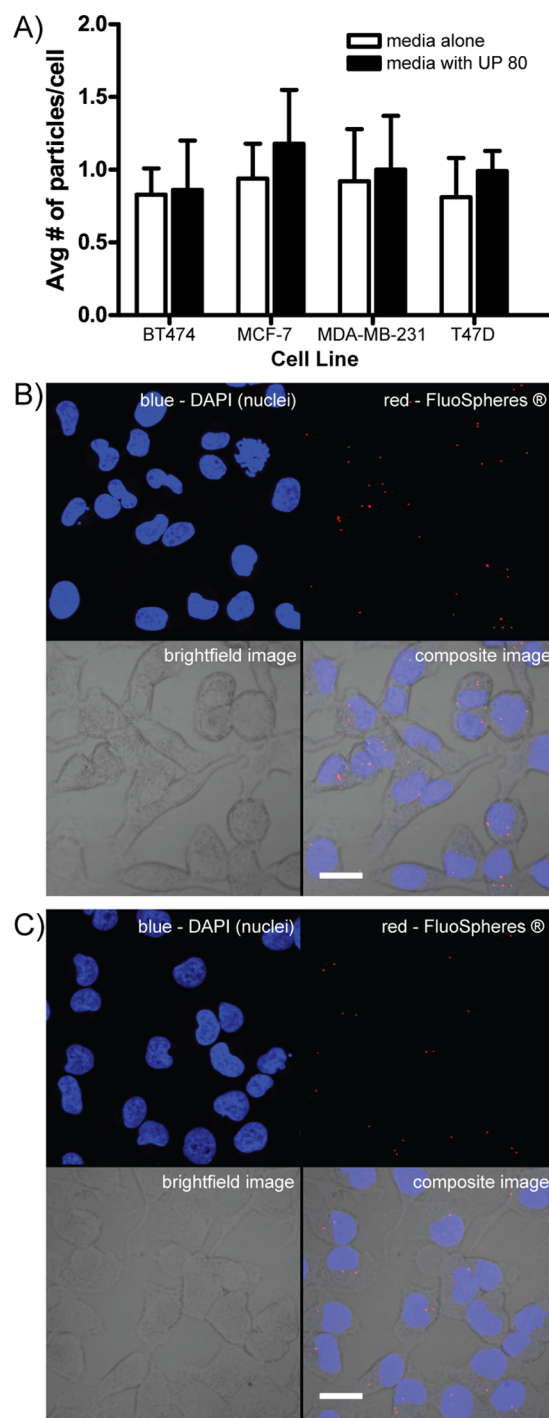 A)
2.0
1.5
1.0
0.5
0.0
Avg # of particles/cell
media alone
media with UP 80
BT474 MCF-7 MDA-MB-231 T47D
Cell Line
B)
blue - DAPI (nuclei)
red - FluoSpheres ®
brightfield image
composite image
C)
blue - DAPI (nuclei)
red - FluoSpheres ®
brightfield image
composite image